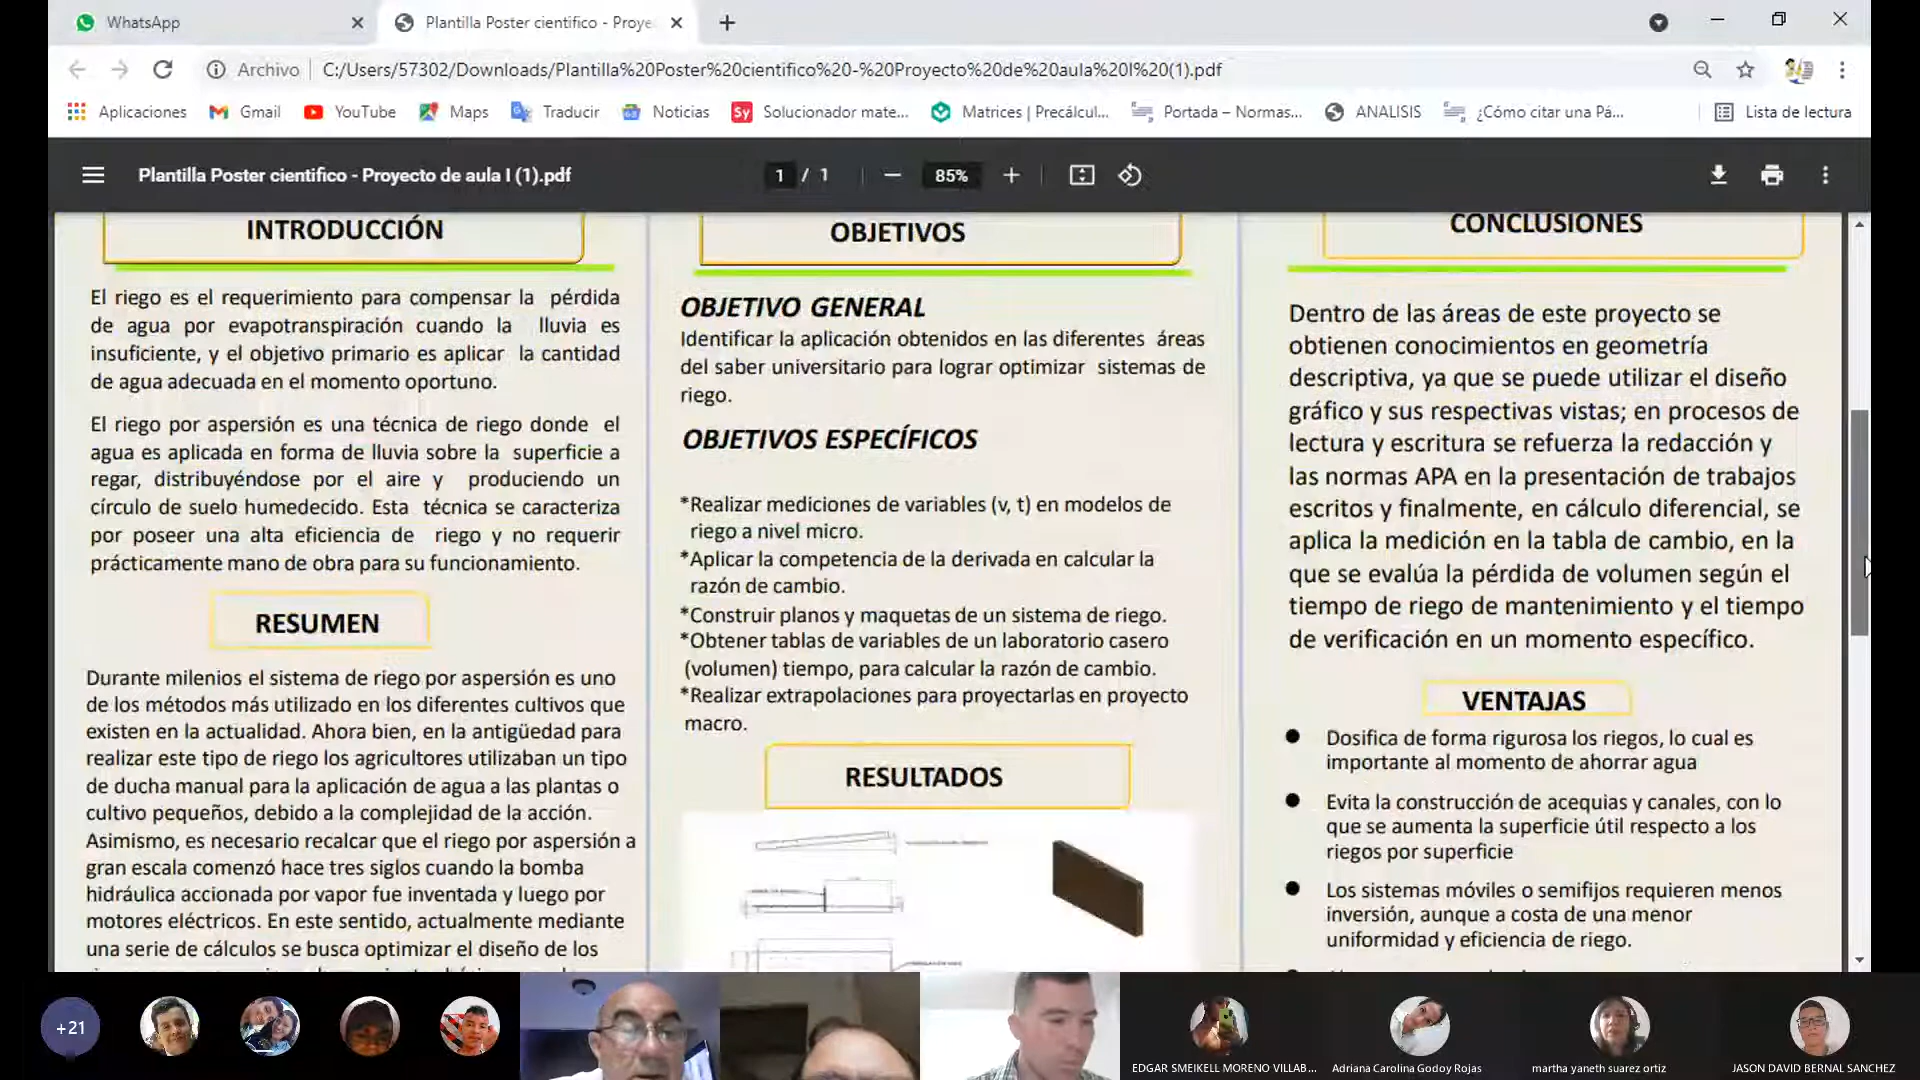 WhatsApp
Plantilla Poster cientifico - Proye
Archivo
C:/Users/57302/Downloads/Plantilla%20Poster%20cientifico%20-%20Proyecto%20de%20aula%20I%20(1).pdf
Aplicaciones
Gmail
YouTube
Maps
Traducir
Noticias
Sy
Solucionador mate...
Matrices | Precálcul...
Portada – Normas...
ANALISIS
¿Cómo citar una Pá...
Lista de lectura
Plantilla Poster cientifico - Proyecto de aula I (1).pdf
1 / 1
85%
INTRODUCCIÓN
El riego es el requerimiento para compensar la pérdida
de agua por evapotranspiración cuando la lluvia es
insuficiente, y el objetivo primario es aplicar la cantidad
de agua adecuada en el momento oportuno.
El riego por aspersión es una técnica de riego donde el
agua es aplicada en forma de lluvia sobre la superficie a
regar, distribuyéndose por el aire y produciendo un
círculo de suelo humedecido. Esta técnica se caracteriza
por poseer una alta eficiencia de riego y no requerir
prácticamente mano de obra para su funcionamiento.
RESUMEN
Durante milenios el sistema de riego por aspersión es uno
de los métodos más utilizado en los diferentes cultivos que
existen en la actualidad. Ahora bien, en la antigüedad para
realizar este tipo de riego los agricultores utilizaban un tipo
de ducha manual para la aplicación de agua a las plantas o
cultivo pequeños, debido a la complejidad de la acción.
Asimismo, es necesario recalcar que el riego por aspersión a
gran escala comenzó hace tres siglos cuando la bomba
hidráulica accionada por vapor fue inventada y luego por
motores eléctricos. En este sentido, actualmente mediante
una serie de cálculos se busca optimizar el diseño de los
OBJETIVOS
OBJETIVO GENERAL
Identificar la aplicación obtenidos en las diferentes áreas
del saber universitario para lograr optimizar sistemas de
riego.
OBJETIVOS ESPECÍFICOS
*Realizar mediciones de variables (v, t) en modelos de
riego a nivel micro.
*Aplicar la competencia de la derivada en calcular la
razón de cambio.
*Construir planos y maquetas de un sistema de riego.
*Obtener tablas de variables de un laboratorio casero
(volumen) tiempo, para calcular la razón de cambio.
*Realizar extrapolaciones para proyectarlas en proyecto
macro.
RESULTADOS
CONCLUSIONES
Dentro de las áreas de este proyecto se
obtienen conocimientos en geometría
descriptiva, ya que se puede utilizar el diseño
gráfico y sus respectivas vistas; en procesos de
lectura y escritura se refuerza la redacción y
las normas APA en la presentación de trabajos
escritos y finalmente, en cálculo diferencial, se
aplica la medición en la tabla de cambio, en la
que se evalúa la pérdida de volumen según el
tiempo de riego de mantenimiento y el tiempo
de verificación en un momento específico.
VENTAJAS
Dosifica de forma rigurosa los riegos, lo cual es
importante al momento de ahorrar agua
Evita la construcción de acequias y canales, con lo
que se aumenta la superficie útil respecto a los
riegos por superficie
Los sistemas móviles o semifijos requieren menos
inversión, aunque a costa de una menor
uniformidad y eficiencia de riego.
+21
EDGAR SMEIKELL MORENO VILLAB...
Adriana Carolina Godoy Rojas
martha yaneth suarez ortiz
JASON DAVID BERNAL SANCHEZ